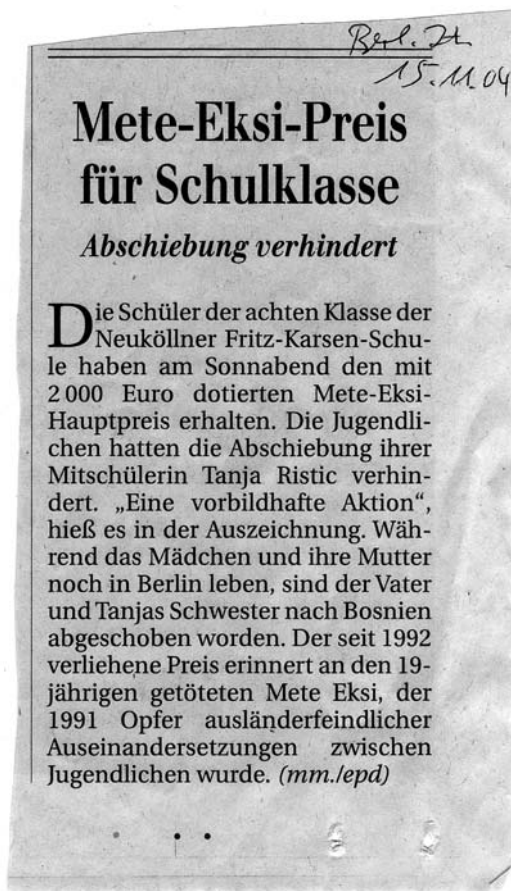 Berl. Zt
15.11.04
Mete-Eksi-Preis
für Schulklasse
Abschiebung verhindert
Die Schüler der achten Klasse der
Neuköllner Fritz-Karsen-Schu-
le haben am Sonnabend den mit
2 000 Euro dotierten Mete-Eksi-
Hauptpreis erhalten. Die Jugendli-
chen hatten die Abschiebung ihrer
Mitschülerin Tanja Ristic verhin-
dert. „Eine vorbildhafte Aktion“,
hieß es in der Auszeichnung. Wäh-
rend das Mädchen und ihre Mutter
noch in Berlin leben, sind der Vater
und Tanjas Schwester nach Bosnien
abgeschoben worden. Der seit 1992
verliehene Preis erinnert an den 19-
jährigen getöteten Mete Eksi, der
1991 Opfer ausländerfeindlicher
Auseinandersetzungen zwischen
Jugendlichen wurde. (mm./epd)